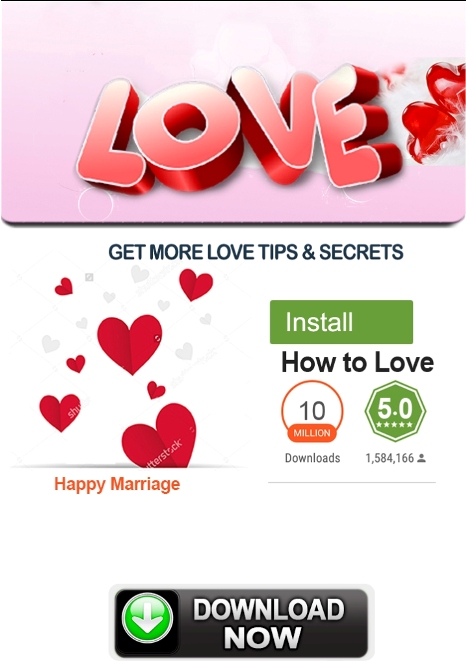 LOVE
GET MORE LOVE TIPS & SECRETS
shutterstock
Install
How to Love
10
MILLION
Downloads
5.0
1,584,166
Happy Marriage
DOWNLOAD
NOW